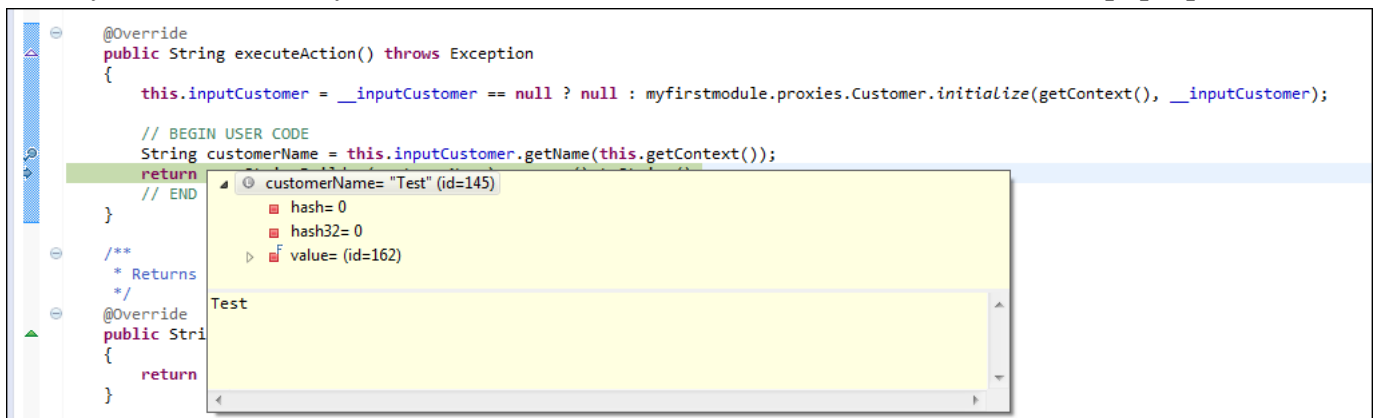 @Override
public String executeAction() throws Exception
{
this.inputCustomer = __inputCustomer == null ? null : myfirstmodule.proxies.Customer.initialize(getContext(), __inputCustomer);
// BEGIN USER CODE
String customerName = this.inputCustomer.getName(this.getContext());
return
// END
customerName= "Test" (id=145)
hash= 0
hash32= 0
value= (id=162)
Test
}
/**
* Returns
*/
@Override
public Stri
{
return
}